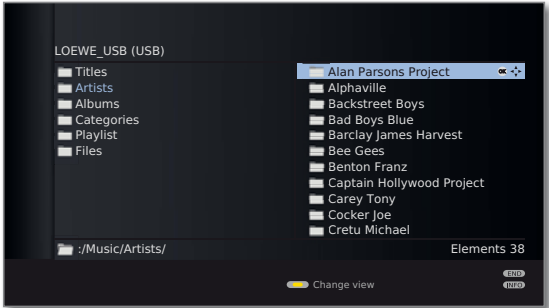 LOEWE_USB (USB)
Titles
Artists
Albums
Categories
Playlist
Files
Alan Parsons Project OK
Alphaville
Backstreet Boys
Bad Boys Blue
Barclay James Harvest
Bee Gees
Benton Franz
Captain Hollywood Project
Carey Tony
Cocker Joe
Cretu Michael
:/Music/Artists/
Elements 38
END
Change view
INFO